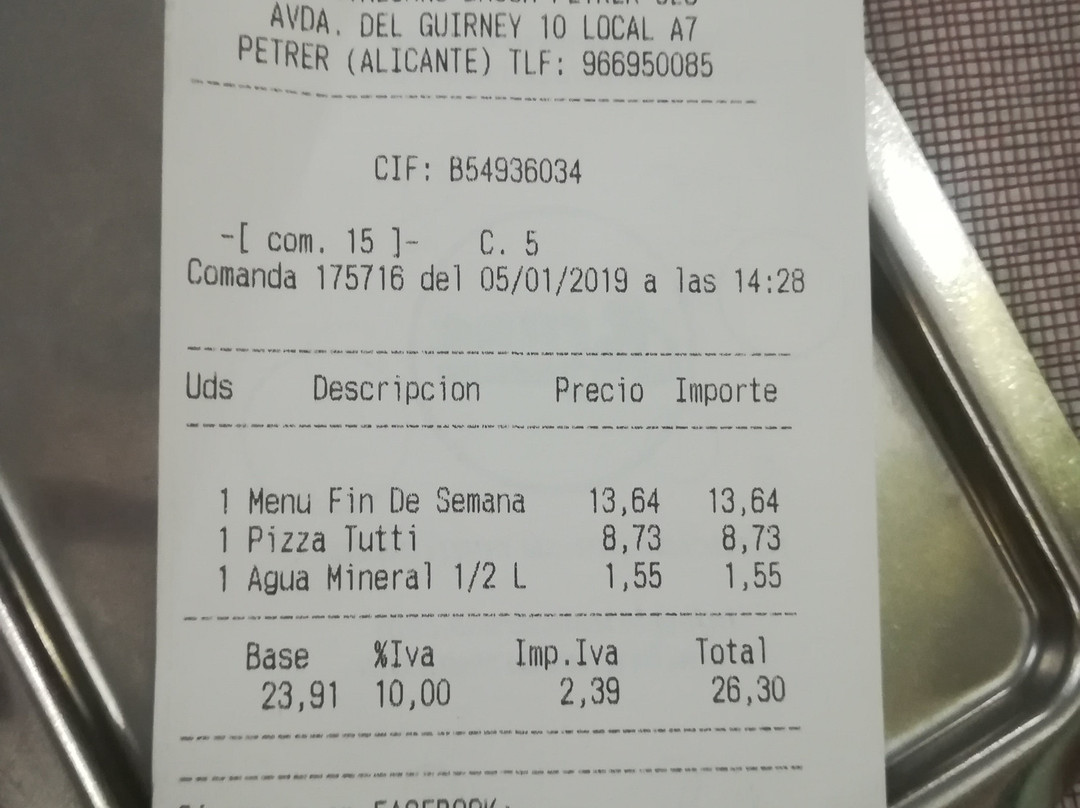 AVDA. DEL GUIRNEY 10 LOCAL A7
PETRER (ALICANTE) TLF: 966950085
CIF: B54936034
-[ com. 15 ]- C. 5
Comanda 175716 del 05/01/2019 a las 14:28
Uds Descripcion Precio Importe
1 Menu Fin De Semana 13,64 13,64
1 Pizza Tutti 8,73 8,73
1 Agua Mineral 1/2 L 1,55 1,55
Base %Iva Imp.Iva Total
23,91 10,00 2,39 26,30
FACEBOOK: